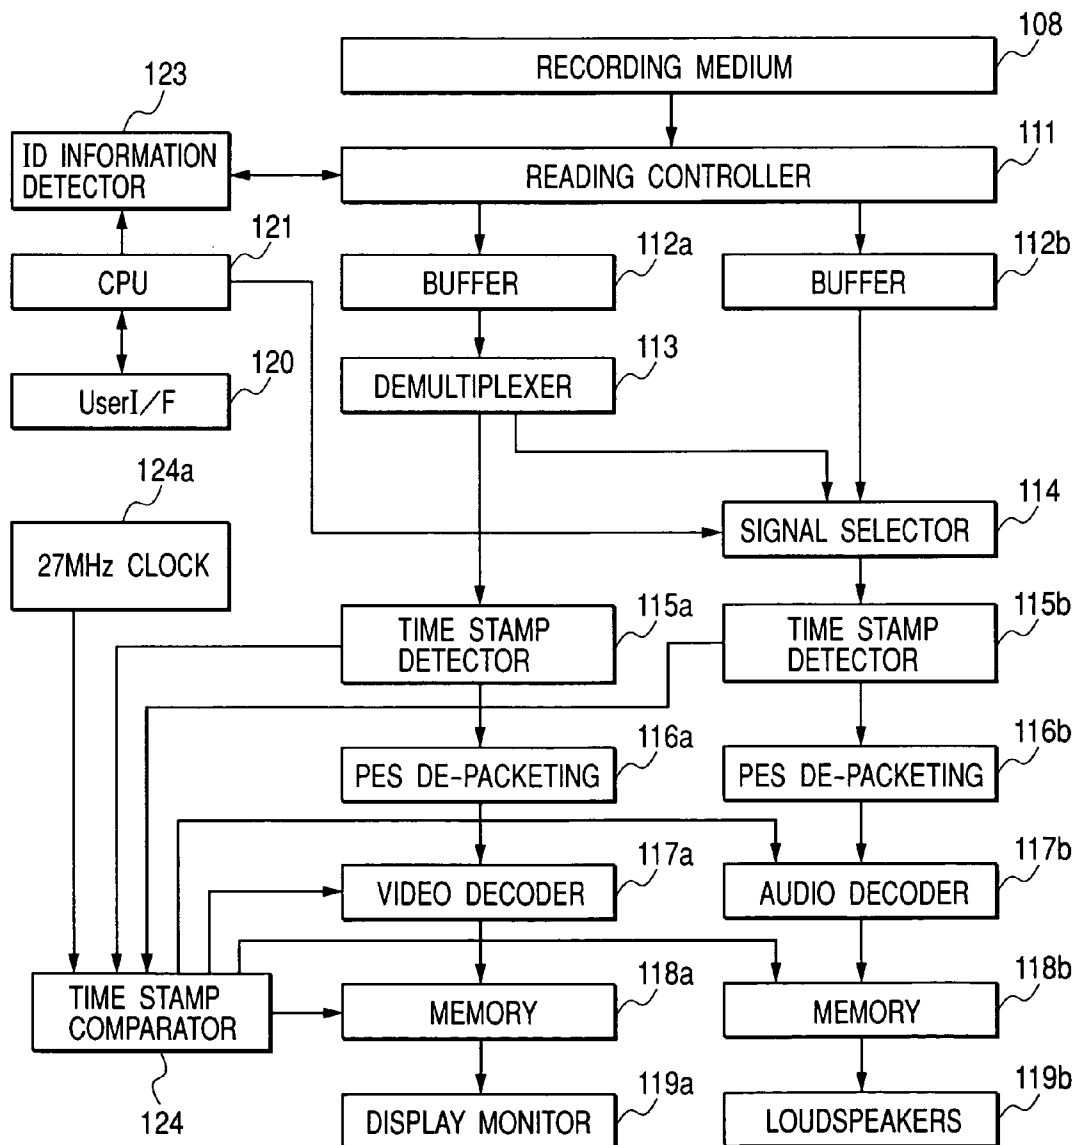 108
RECORDING MEDIUM
123
ID INFORMATION
DETECTOR
111
READING CONTROLLER
121
CPU
112a
BUFFER
112b
BUFFER
120
UserI/F
113
DEMULTIPLEXER
124a
27MHz CLOCK
114
SIGNAL SELECTOR
115a
TIME STAMP
DETECTOR
115b
TIME STAMP
DETECTOR
116a
PES DE-PACKETING
116b
PES DE-PACKETING
117a
VIDEO DECODER
117b
AUDIO DECODER
TIME STAMP
COMPARATOR
124
118a
MEMORY
118b
MEMORY
119a
DISPLAY MONITOR
119b
LOUDSPEAKERS